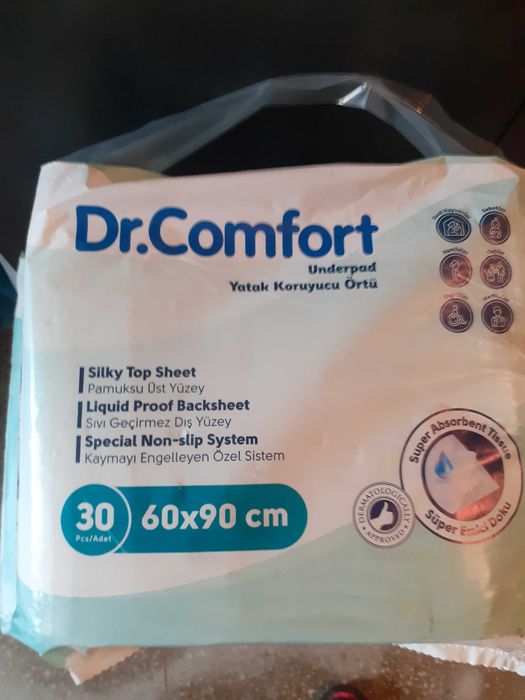 Dr.Comfort
Underpad
Yatak Koruyucu Örtü
Silky Top Sheet
Pamuksu Üst Yüzey
Liquid Proof Backsheet
Sıvı Geçirmez Dış Yüzey
Special Non-slip System
Kaymayı Engelleyen Özel Sistem
30
Pcs/Adet
60x90 cm
DERMATOLOGICALLY
APPROVED
Super Absorbent Tissue
Süper Emici Doku